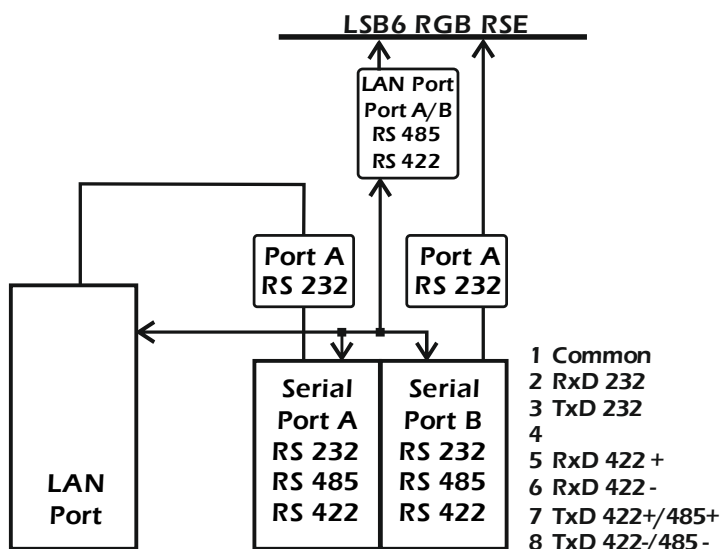 LSB6 RGB RSE
LAN Port
Port A/B
RS 485
RS 422
Port A
RS 232
Port A
RS 232
LAN
Port
Serial
Port A
RS 232
RS 485
RS 422
Serial
Port B
RS 232
RS 485
RS 422
1 Common
2 RxD 232
3 TxD 232
4
5 RxD 422 +
6 RxD 422 -
7 TxD 422+/485+
8 TxD 422-/485 -